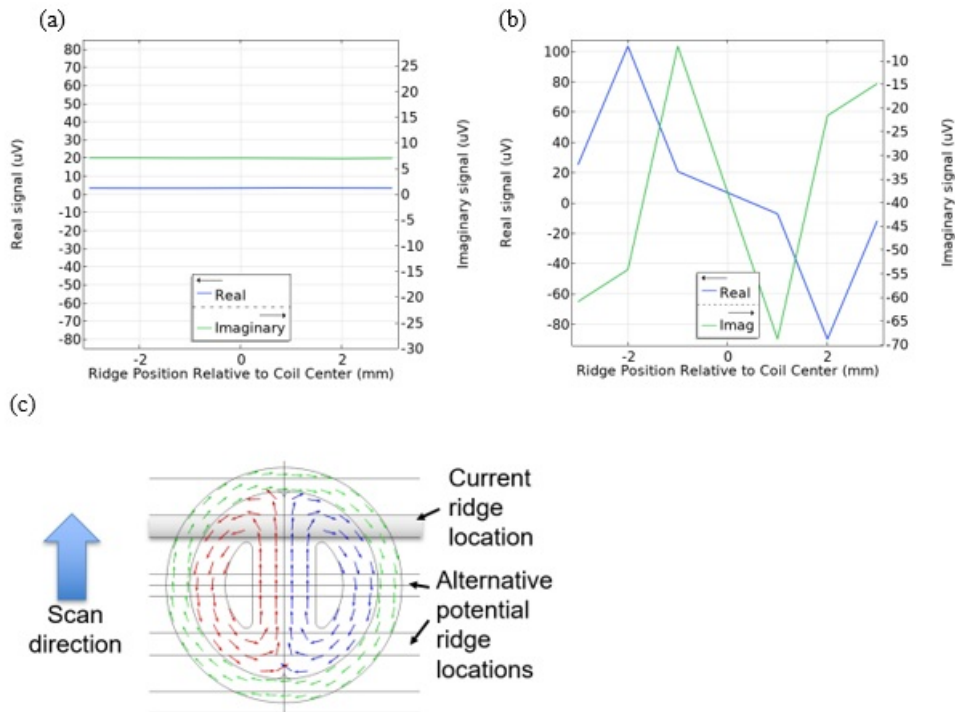 (a)
80
70
60
50
40
30
20
10
0
-10
-20
-30
-40
-50
-60
-70
-80
Real signal (uV)
25
20
15
10
5
0
-5
-10
-15
-20
-25
-30
Imaginary signal (uV)
Real
Imaginary
-2
0
2
Ridge Position Relative to Coil Center (mm)
(b)
100
80
60
40
20
0
-20
-40
-60
-80
Real signal (uV)
-10
-15
-20
-25
-30
-35
-40
-45
-50
-55
-60
-65
-70
Imaginary signal (uV)
Real
Imag
-2
0
2
Ridge Position Relative to Coil Center (mm)
(c)
Scan
direction
Current
ridge
location
Alternative
potential
ridge
locations